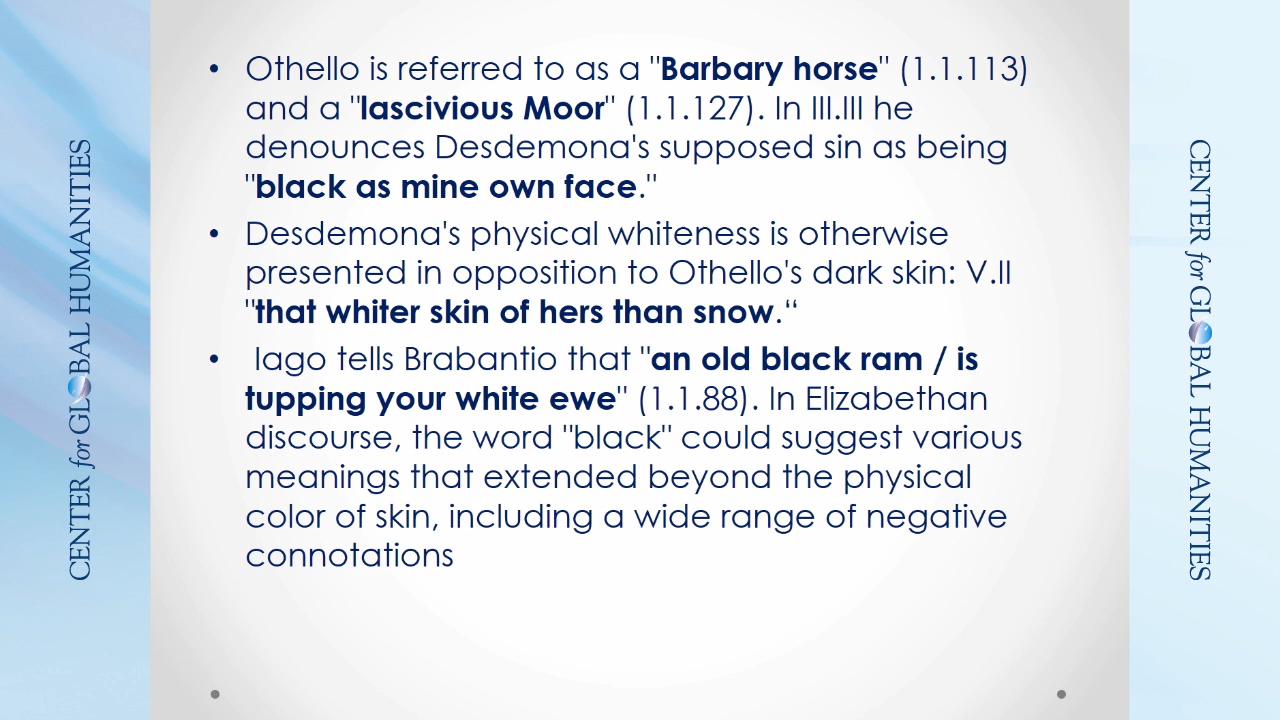 • Othello is referred to as a "Barbary horse" (1.1.113)
and a "lascivious Moor" (1.1.127). In III.III he
denounces Desdemona's supposed sin as being
"black as mine own face."
• Desdemona's physical whiteness is otherwise
presented in opposition to Othello's dark skin: V.II
"that whiter skin of hers than snow.“
• Iago tells Brabantio that "an old black ram / is
tupping your white ewe" (1.1.88). In Elizabethan
discourse, the word "black" could suggest various
meanings that extended beyond the physical
color of skin, including a wide range of negative
connotations
CENTER for GLOBAL HUMANITIES
CENTER for GLOBAL HUMANITIES